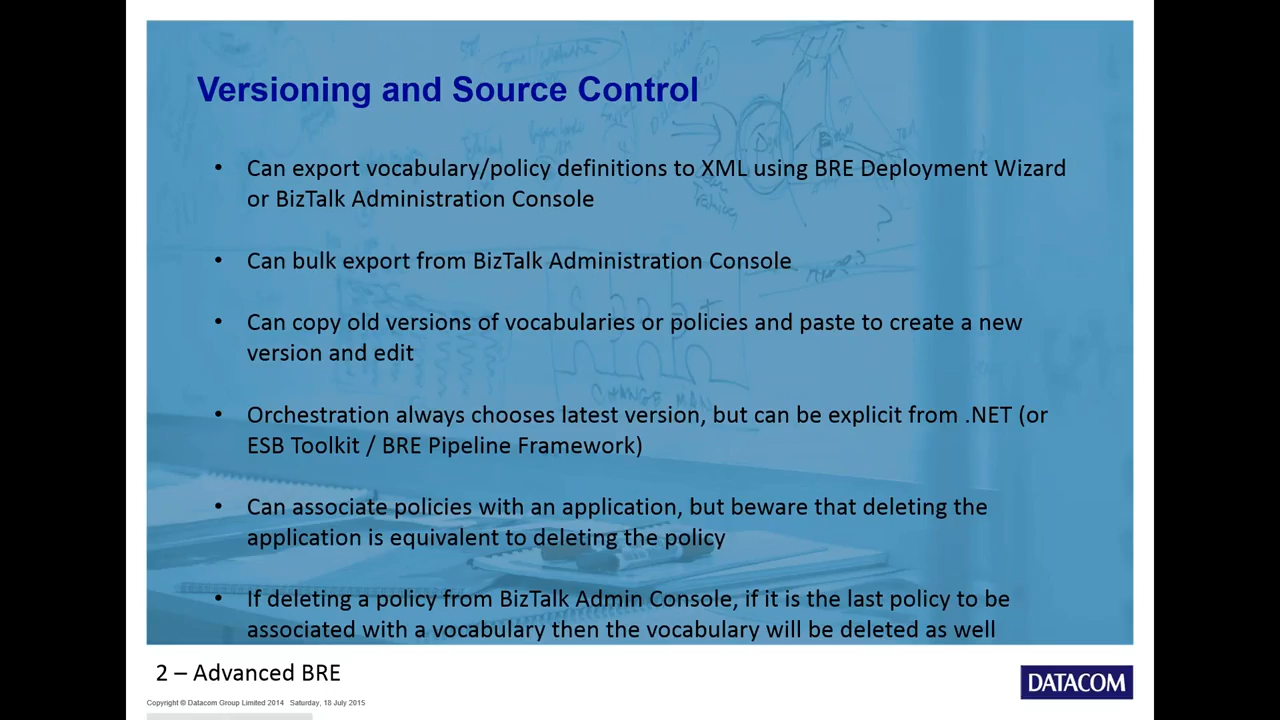 Versioning and Source Control
• Can export vocabulary/policy definitions to XML using BRE Deployment Wizard
or BizTalk Administration Console
• Can bulk export from BizTalk Administration Console
• Can copy old versions of vocabularies or policies and paste to create a new
version and edit
CHANGE MAN
• Orchestration always chooses latest version, but can be explicit from .NET (or
ESB Toolkit / BRE Pipeline Framework)
• Can associate policies with an application, but beware that deleting the
application is equivalent to deleting the policy
• If deleting a policy from BizTalk Admin Console, if it is the last policy to be
associated with a vocabulary then the vocabulary will be deleted as well
2 – Advanced BRE
DATACOM
Copyright © Datacom Group Limited 2014 Saturday, 18 July 2015